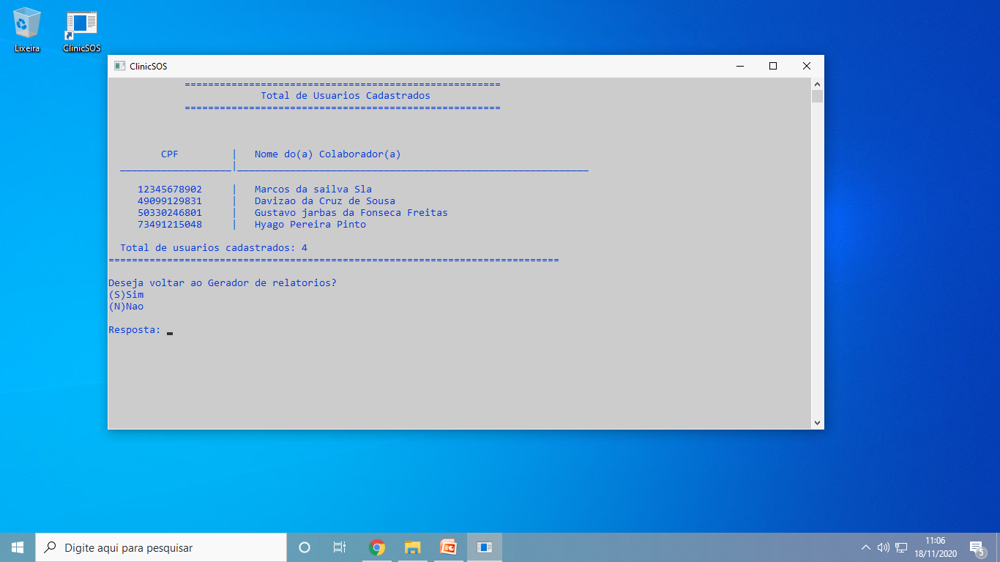 Lixeira
ClinicSOS
ClinicSOS
======================================================
Total de Usuarios Cadastrados
======================================================
CPF | Nome do(a) Colaborador(a)
___________________|____________________________________________________________
12345678902 | Marcos da sailva Sla
49099129831 | Davizao da Cruz de Sousa
50330246801 | Gustavo jarbas da Fonseca Freitas
73491215048 | Hyago Pereira Pinto
Total de usuarios cadastrados: 4
=============================================================================
Deseja voltar ao Gerador de relatorios?
(S)Sim
(N)Nao
Resposta: _
Digite aqui para pesquisar
11:06
18/11/2020
5